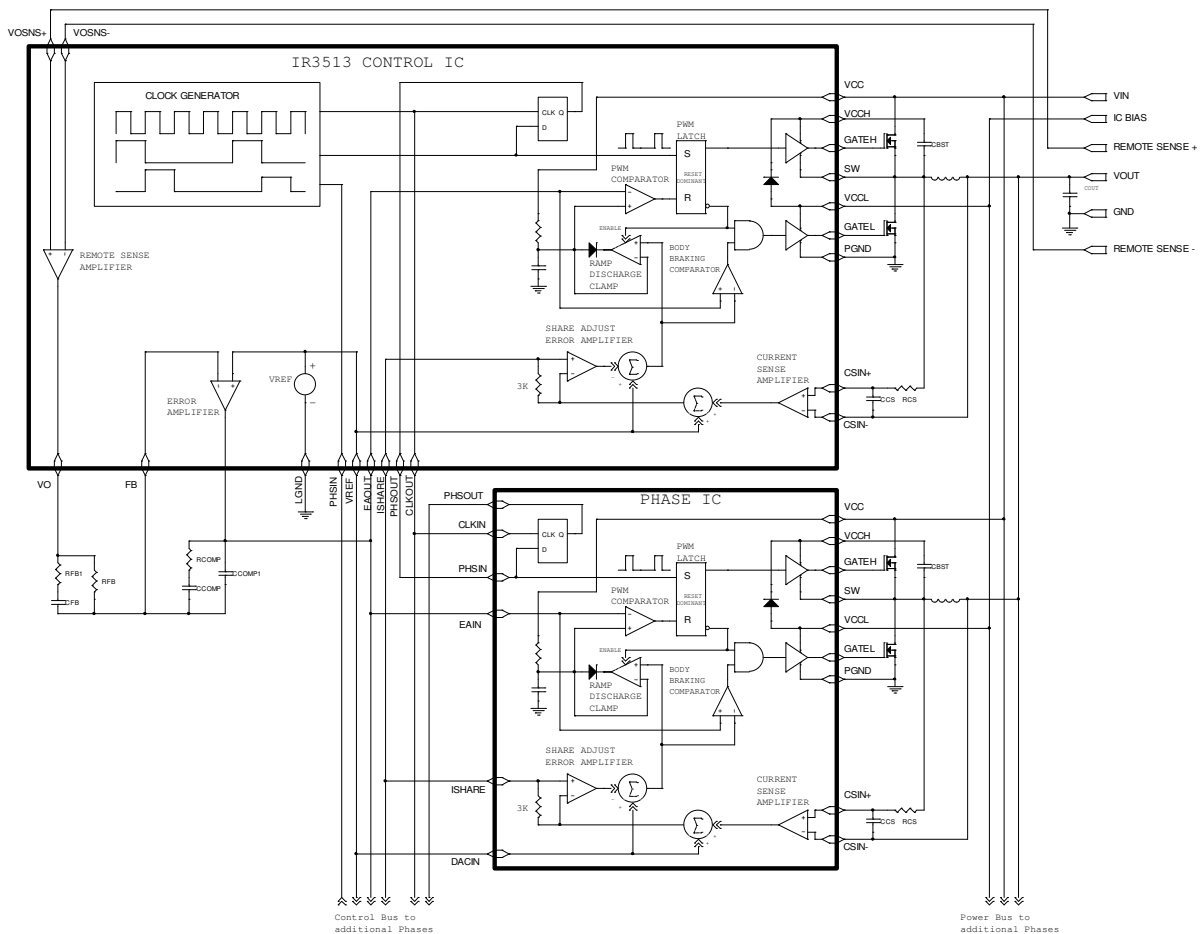 VOSNS+
VOSNS-
IR3513 CONTROL IC
CLOCK GENERATOR
CLK Q
D
PWM
LATCH
S
RESET
DOMINANT
R
PWM
COMPARATOR
-
+
ENABLE
+
-
RAMP
DISCHARGE
CLAMP
BODY
BRAKING
COMPARATOR
+ -
SHARE ADJUST
ERROR AMPLIFIER
+
-
3K
Σ
-
+
Σ
+
+
CURRENT
SENSE
AMPLIFIER
+
-
+ -
REMOTE SENSE
AMPLIFIER
- +
ERROR
AMPLIFIER
VREF
+
-
VCC
VCCH
GATEH
SW
VCCL
GATEL
PGND
CSIN+
CSIN-
CBST
CCS
RCS
COUT
VIN
IC BIAS
REMOTE SENSE +
VOUT
GND
REMOTE SENSE -
VO
FB
LGND
PHSIN
VREF
EAOUT
ISHARE
PHSOUT
CLKOUT
RFB1
RFB
CFB
RCOMP
CCOMP
CCOMP1
PHASE IC
PHSOUT
CLKIN
PHSIN
EAIN
ISHARE
DACIN
CLK Q
D
PWM
LATCH
S
RESET
DOMINANT
R
PWM
COMPARATOR
-
+
ENABLE
+
-
RAMP
DISCHARGE
CLAMP
BODY
BRAKING
COMPARATOR
+ -
SHARE ADJUST
ERROR AMPLIFIER
+
-
3K
Σ
-
+
Σ
+
+
CURRENT
SENSE
AMPLIFIER
+
-
VCC
VCCH
GATEH
SW
VCCL
GATEL
PGND
CSIN+
CSIN-
CBST
CCS
RCS
Control Bus to
additional Phases
Power Bus to
additional Phases